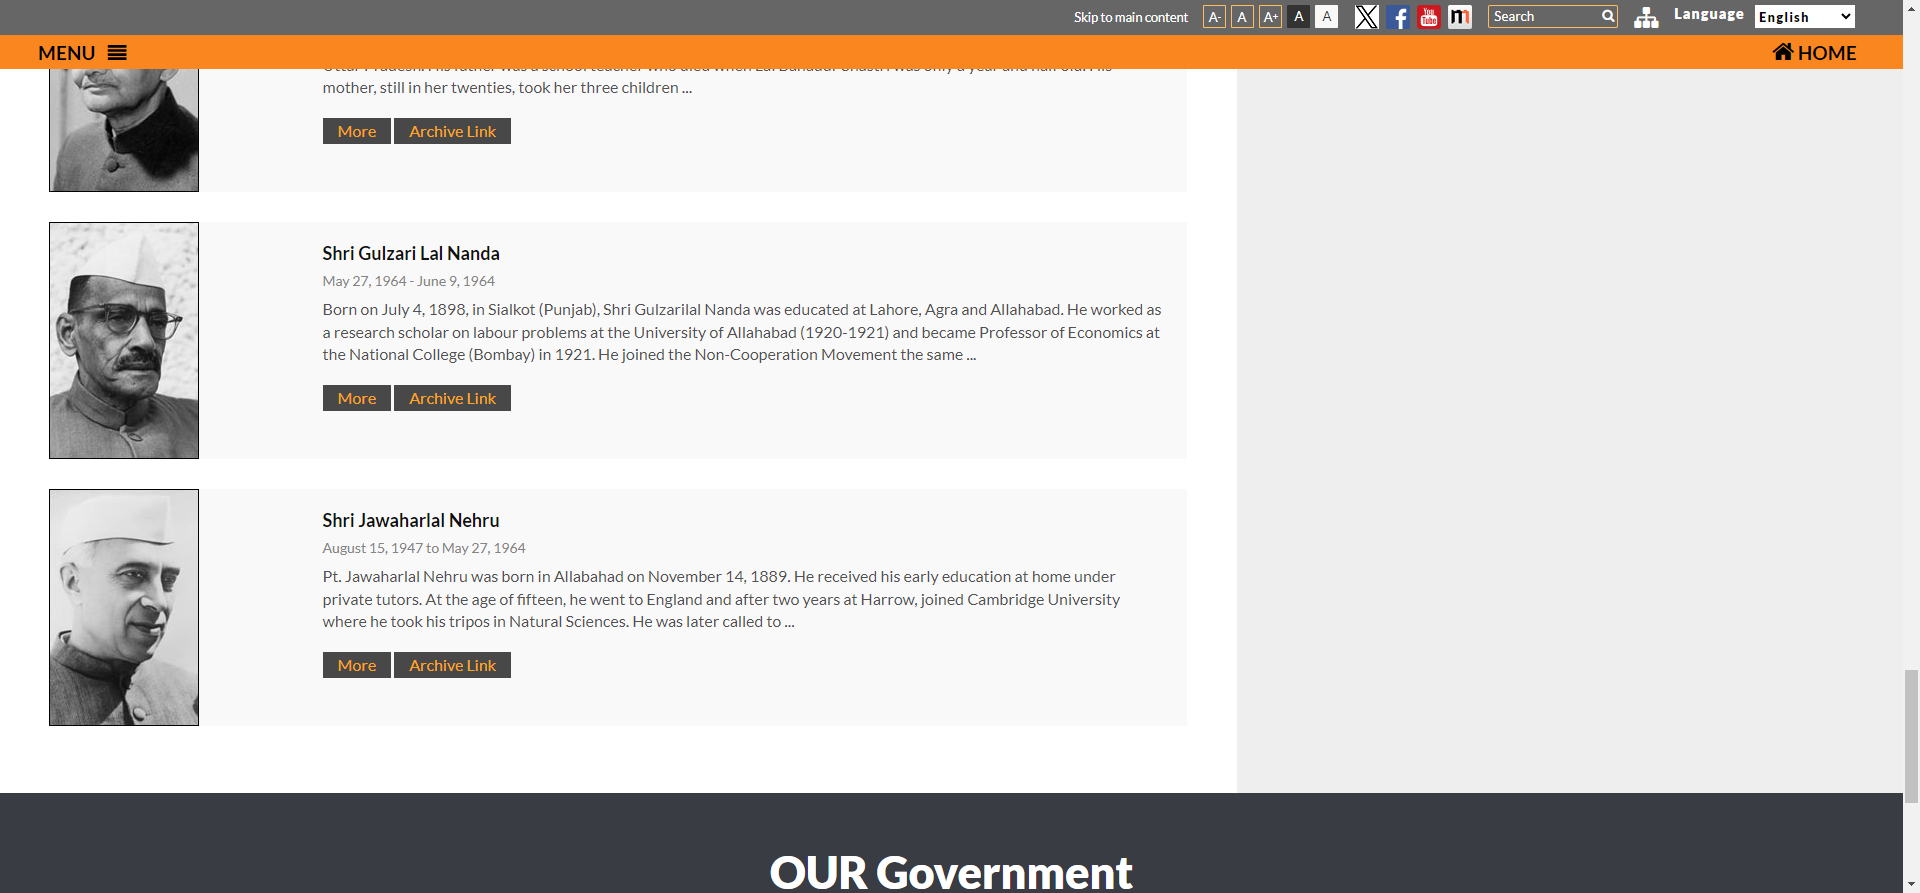 Skip to main content A- A A+ A A X f You Tube m Search Language English
MENU HOME
mother, still in her twenties, took her three children ...
More Archive Link
Shri Gulzari Lal Nanda
May 27, 1964 - June 9, 1964
Born on July 4, 1898, in Sialkot (Punjab), Shri Gulzarilal Nanda was educated at Lahore, Agra and Allahabad. He worked as
a research scholar on labour problems at the University of Allahabad (1920-1921) and became Professor of Economics at
the National College (Bombay) in 1921. He joined the Non-Cooperation Movement the same ...
More Archive Link
Shri Jawaharlal Nehru
August 15, 1947 to May 27, 1964
Pt. Jawaharlal Nehru was born in Allabahad on November 14, 1889. He received his early education at home under
private tutors. At the age of fifteen, he went to England and after two years at Harrow, joined Cambridge University
where he took his tripos in Natural Sciences. He was later called to ...
More Archive Link
OUR Government